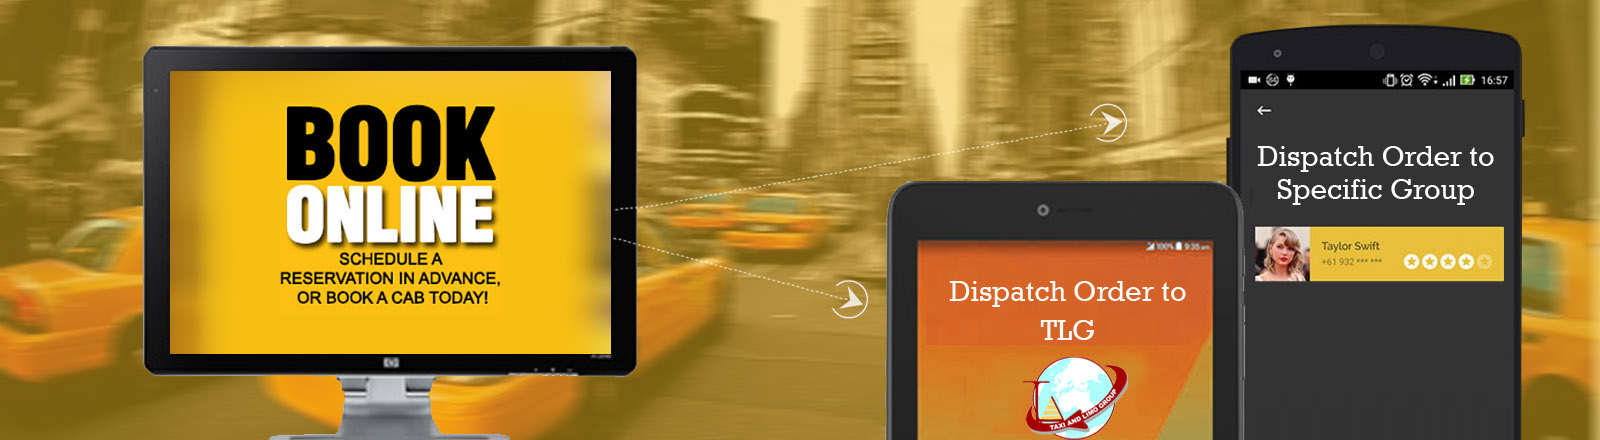 BOOK
ONLINE
SCHEDULE A
RESERVATION IN ADVANCE,
OR BOOK A CAB TODAY!
100% 9:35 am
Dispatch Order to
TLG
TAXI AND LIMO GROUP
16:57
Dispatch Order to
Specific Group
Taylor Swift
+61 932 *** ***